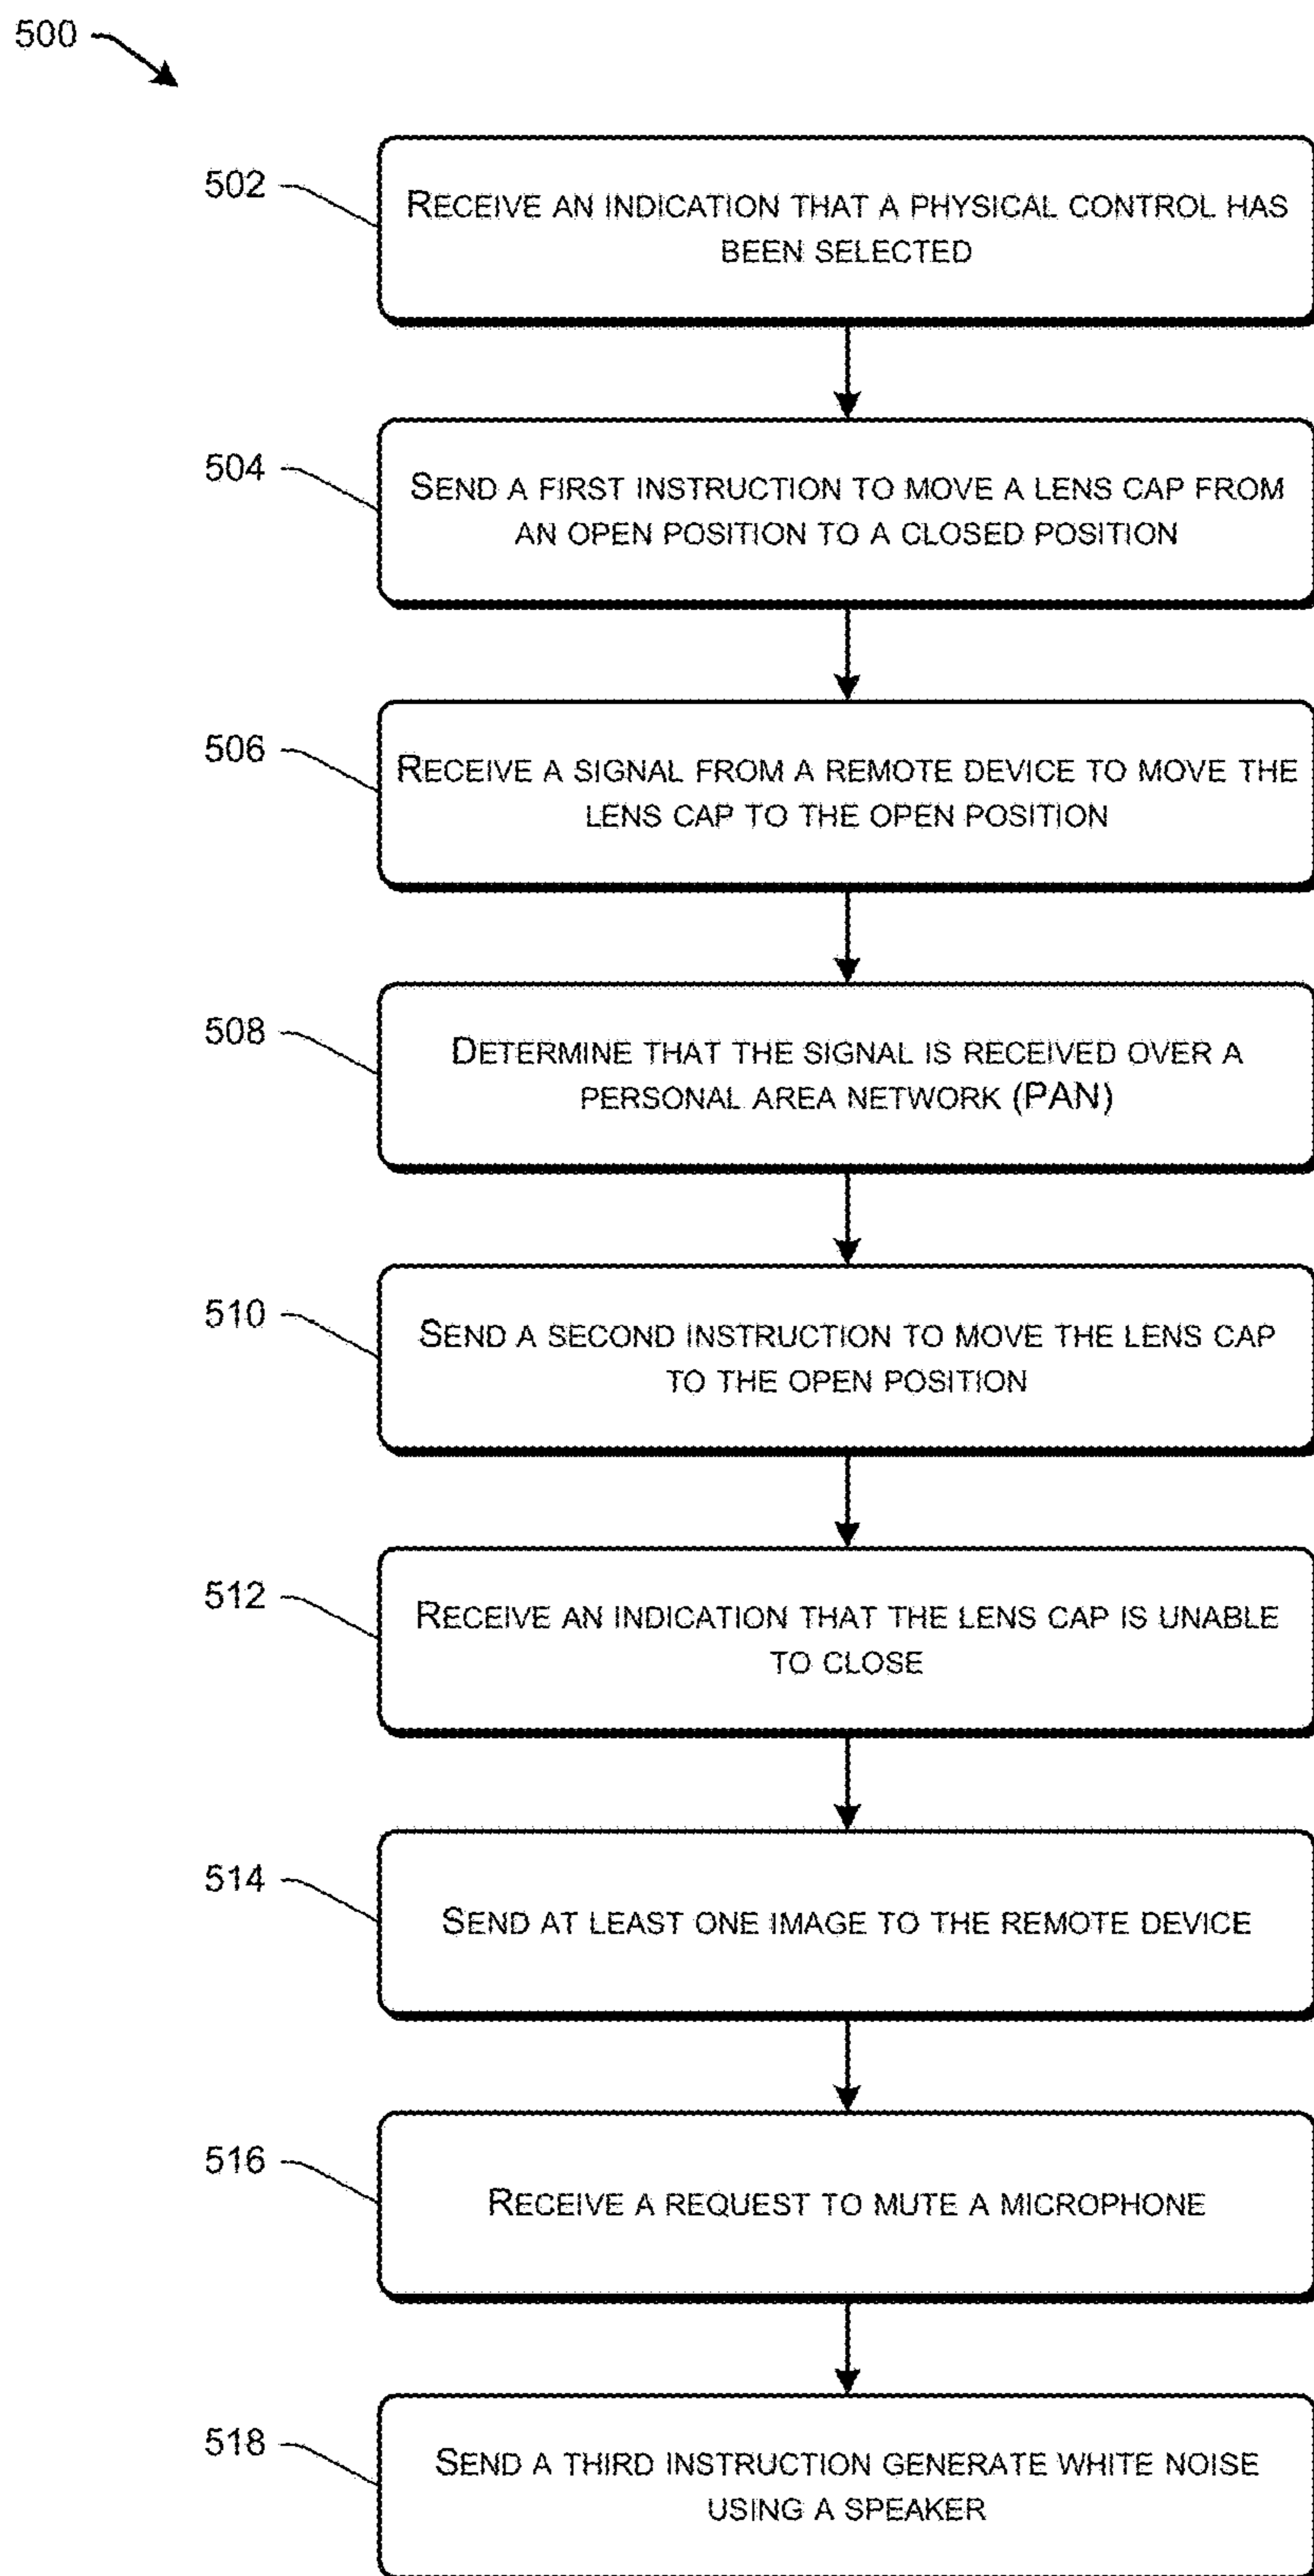 500
502
RECEIVE AN INDICATION THAT A PHYSICAL CONTROL HAS
BEEN SELECTED
504
SEND A FIRST INSTRUCTION TO MOVE A LENS CAP FROM
AN OPEN POSITION TO A CLOSED POSITION
506
RECEIVE A SIGNAL FROM A REMOTE DEVICE TO MOVE THE
LENS CAP TO THE OPEN POSITION
508
DETERMINE THAT THE SIGNAL IS RECEIVED OVER A
PERSONAL AREA NETWORK (PAN)
510
SEND A SECOND INSTRUCTION TO MOVE THE LENS CAP
TO THE OPEN POSITION
512
RECEIVE AN INDICATION THAT THE LENS CAP IS UNABLE
TO CLOSE
514
SEND AT LEAST ONE IMAGE TO THE REMOTE DEVICE
516
RECEIVE A REQUEST TO MUTE A MICROPHONE
518
SEND A THIRD INSTRUCTION GENERATE WHITE NOISE
USING A SPEAKER